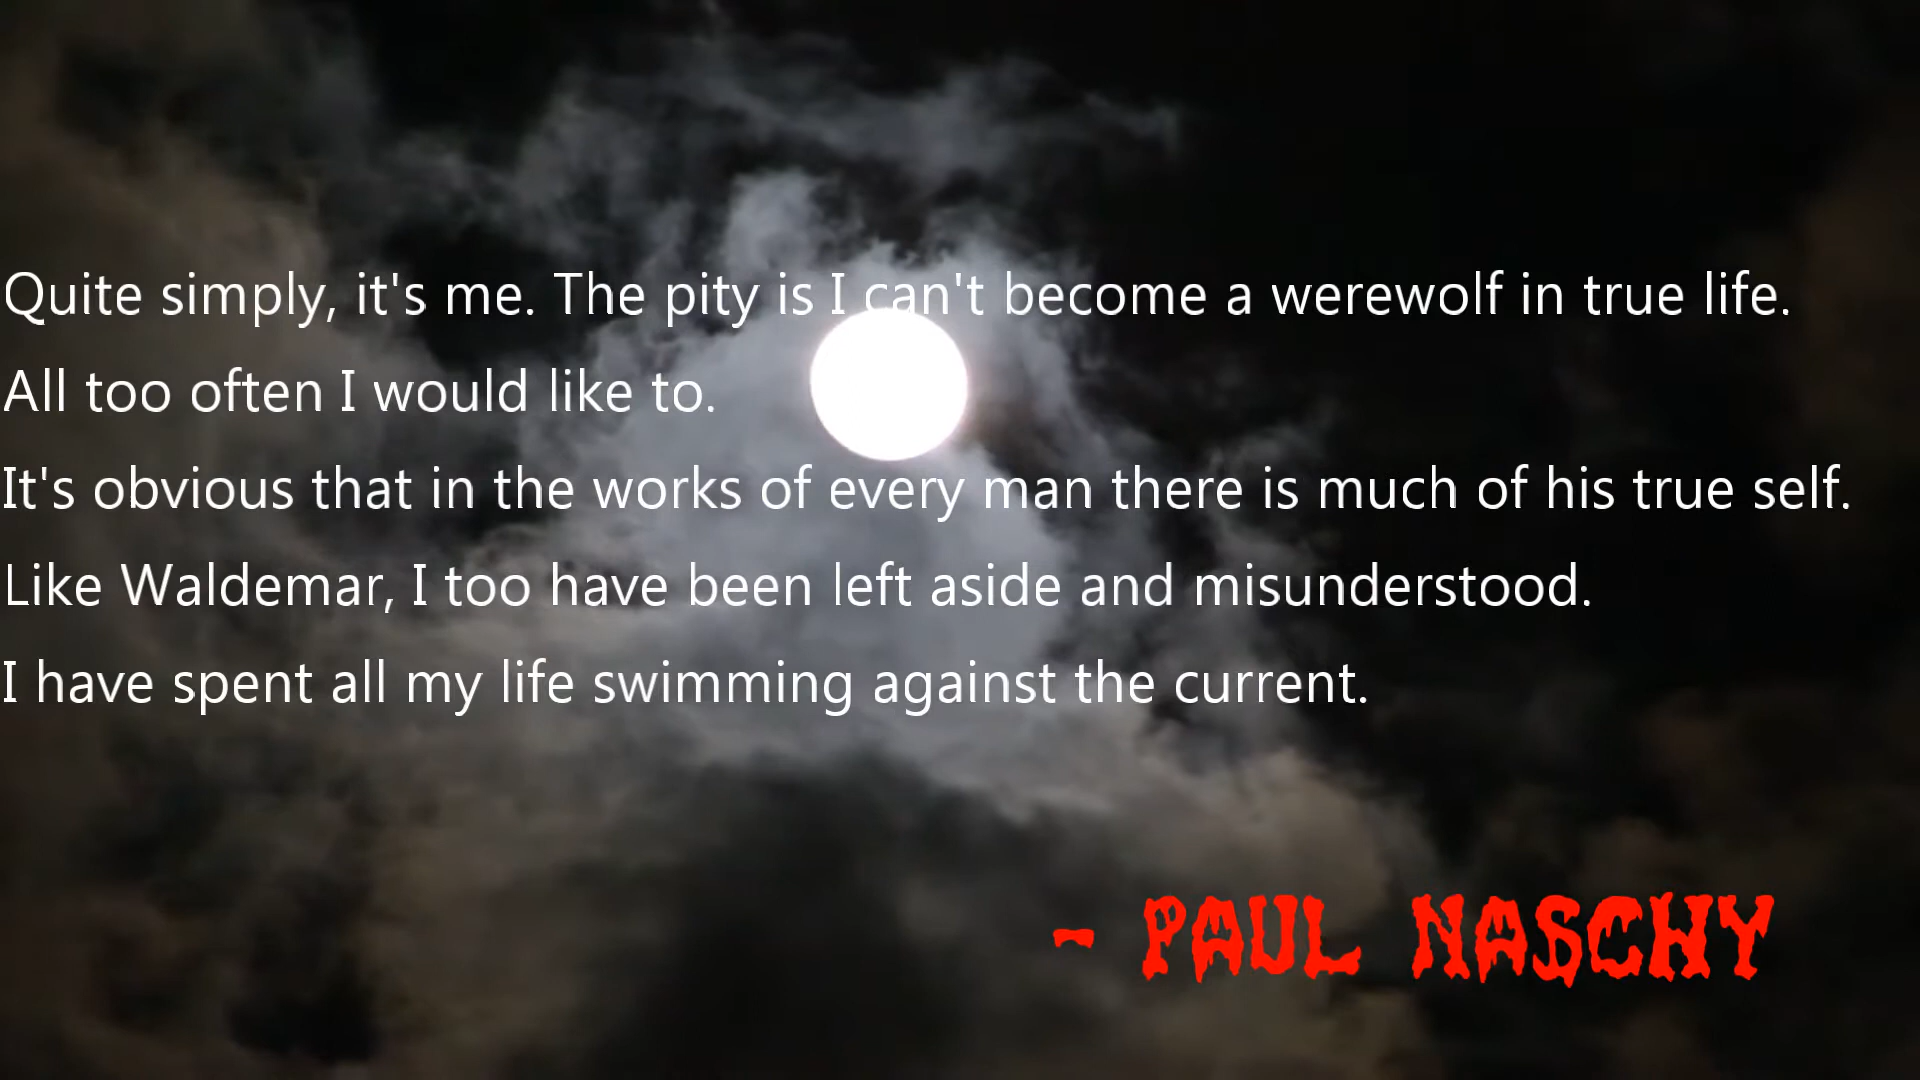 Quite simply, it's me. The pity is I can't become a werewolf in true life.
All too often I would like to.
It's obvious that in the works of every man there is much of his true self.
Like Waldemar, I too have been left aside and misunderstood.
I have spent all my life swimming against the current.
- PAUL NASCHY